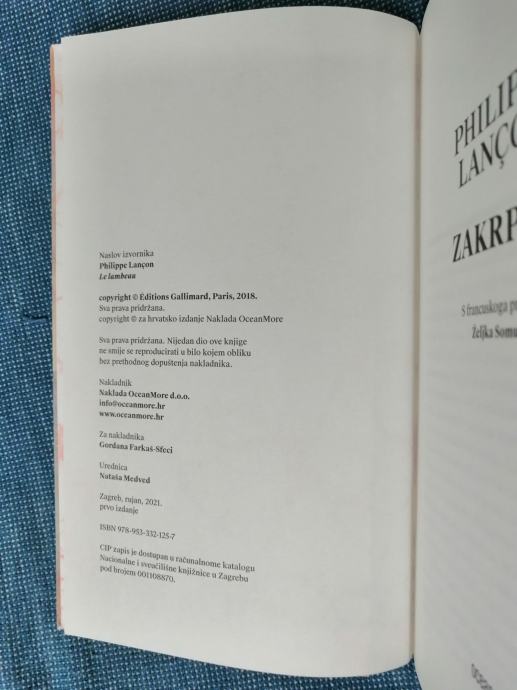 Naslov izvornika
Philippe Lançon
Le lambeau
copyright © Éditions Gallimard, Paris, 2018.
Sva prava pridržana.
copyright © za hrvatsko izdanje Naklada OceanMore
Sva prava pridržana. Nijedan dio ove knjige
ne smije se reproducirati u bilo kojem obliku
bez prethodnog dopuštenja nakladnika.
Nakladnik
Naklada OceanMore d.o.o.
info@oceanmore.hr
www.oceanmore.hr
Za nakladnika
Gordana Farkaš-Sfeci
Urednica
Nataša Medved
Zagreb, rujan, 2021.
prvo izdanje
ISBN 978-953-332-125-7
CIP zapis je dostupan u računalnome katalogu
Nacionalne i sveučilišne knjižnice u Zagrebu
pod brojem 001108870.
PHILIP
LANÇO
ZAKRP
S francuskoga p
Željka Somu